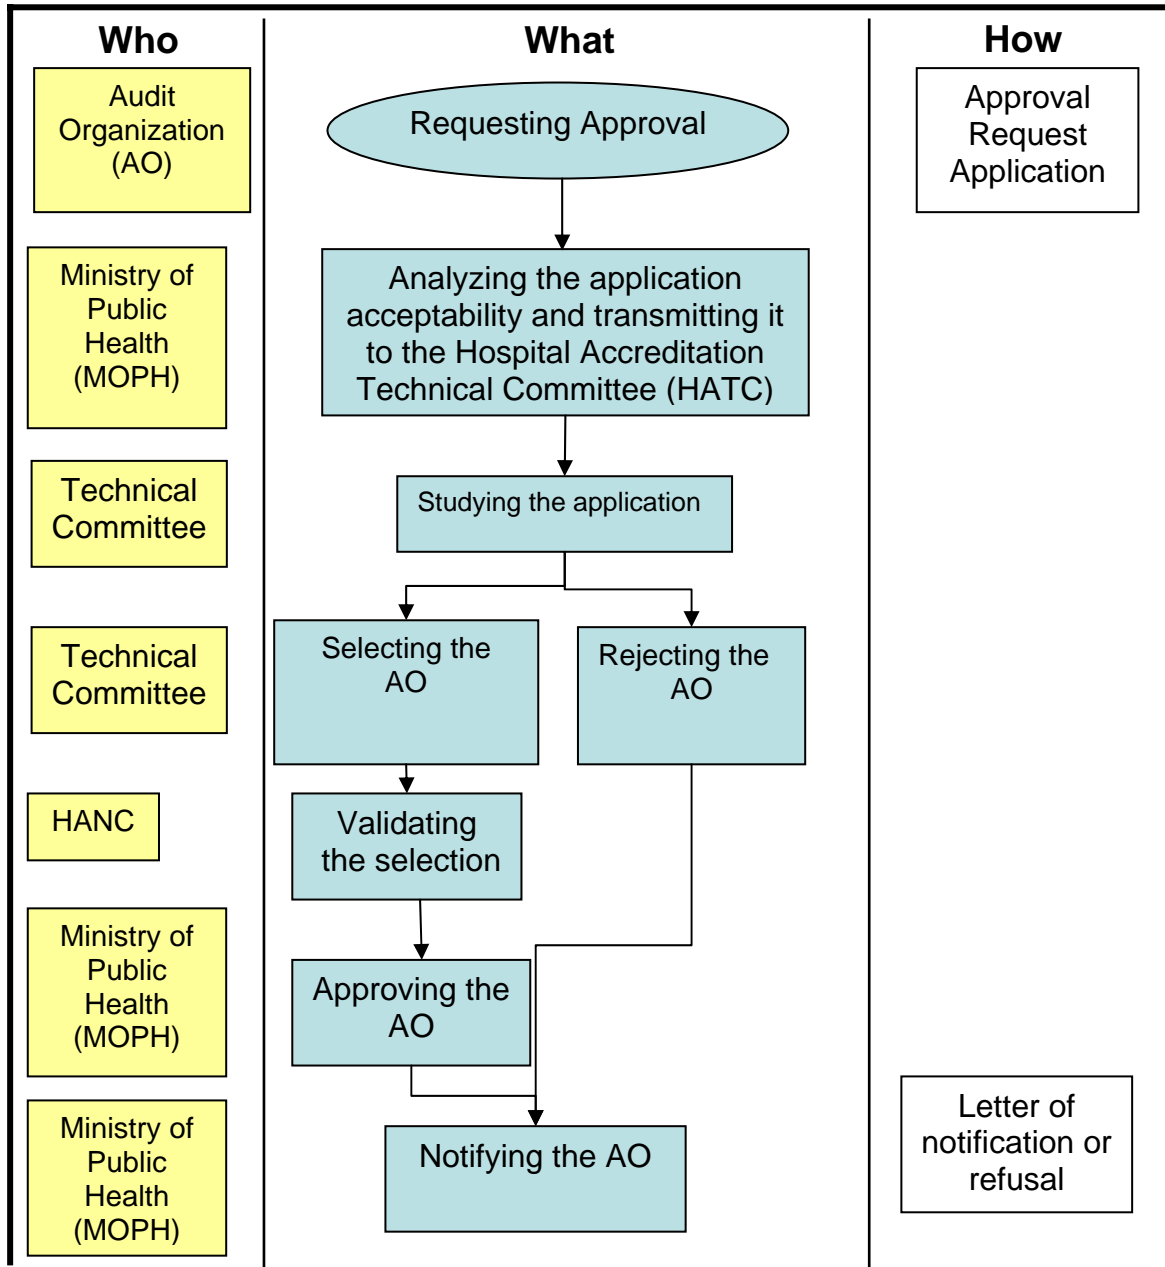 Who
What
How
Audit
Organization
(AO)
Requesting Approval
Approval
Request
Application
Ministry of
Public
Health
(MOPH)
Analyzing the application
acceptability and transmitting it
to the Hospital Accreditation
Technical Committee (HATC)
Technical
Committee
Studying the application
Technical
Committee
Selecting the
AO
Rejecting the
AO
HANC
Validating
the selection
Ministry of
Public
Health
(MOPH)
Approving the
AO
Ministry of
Public
Health
(MOPH)
Notifying the AO
Letter of
notification or
refusal